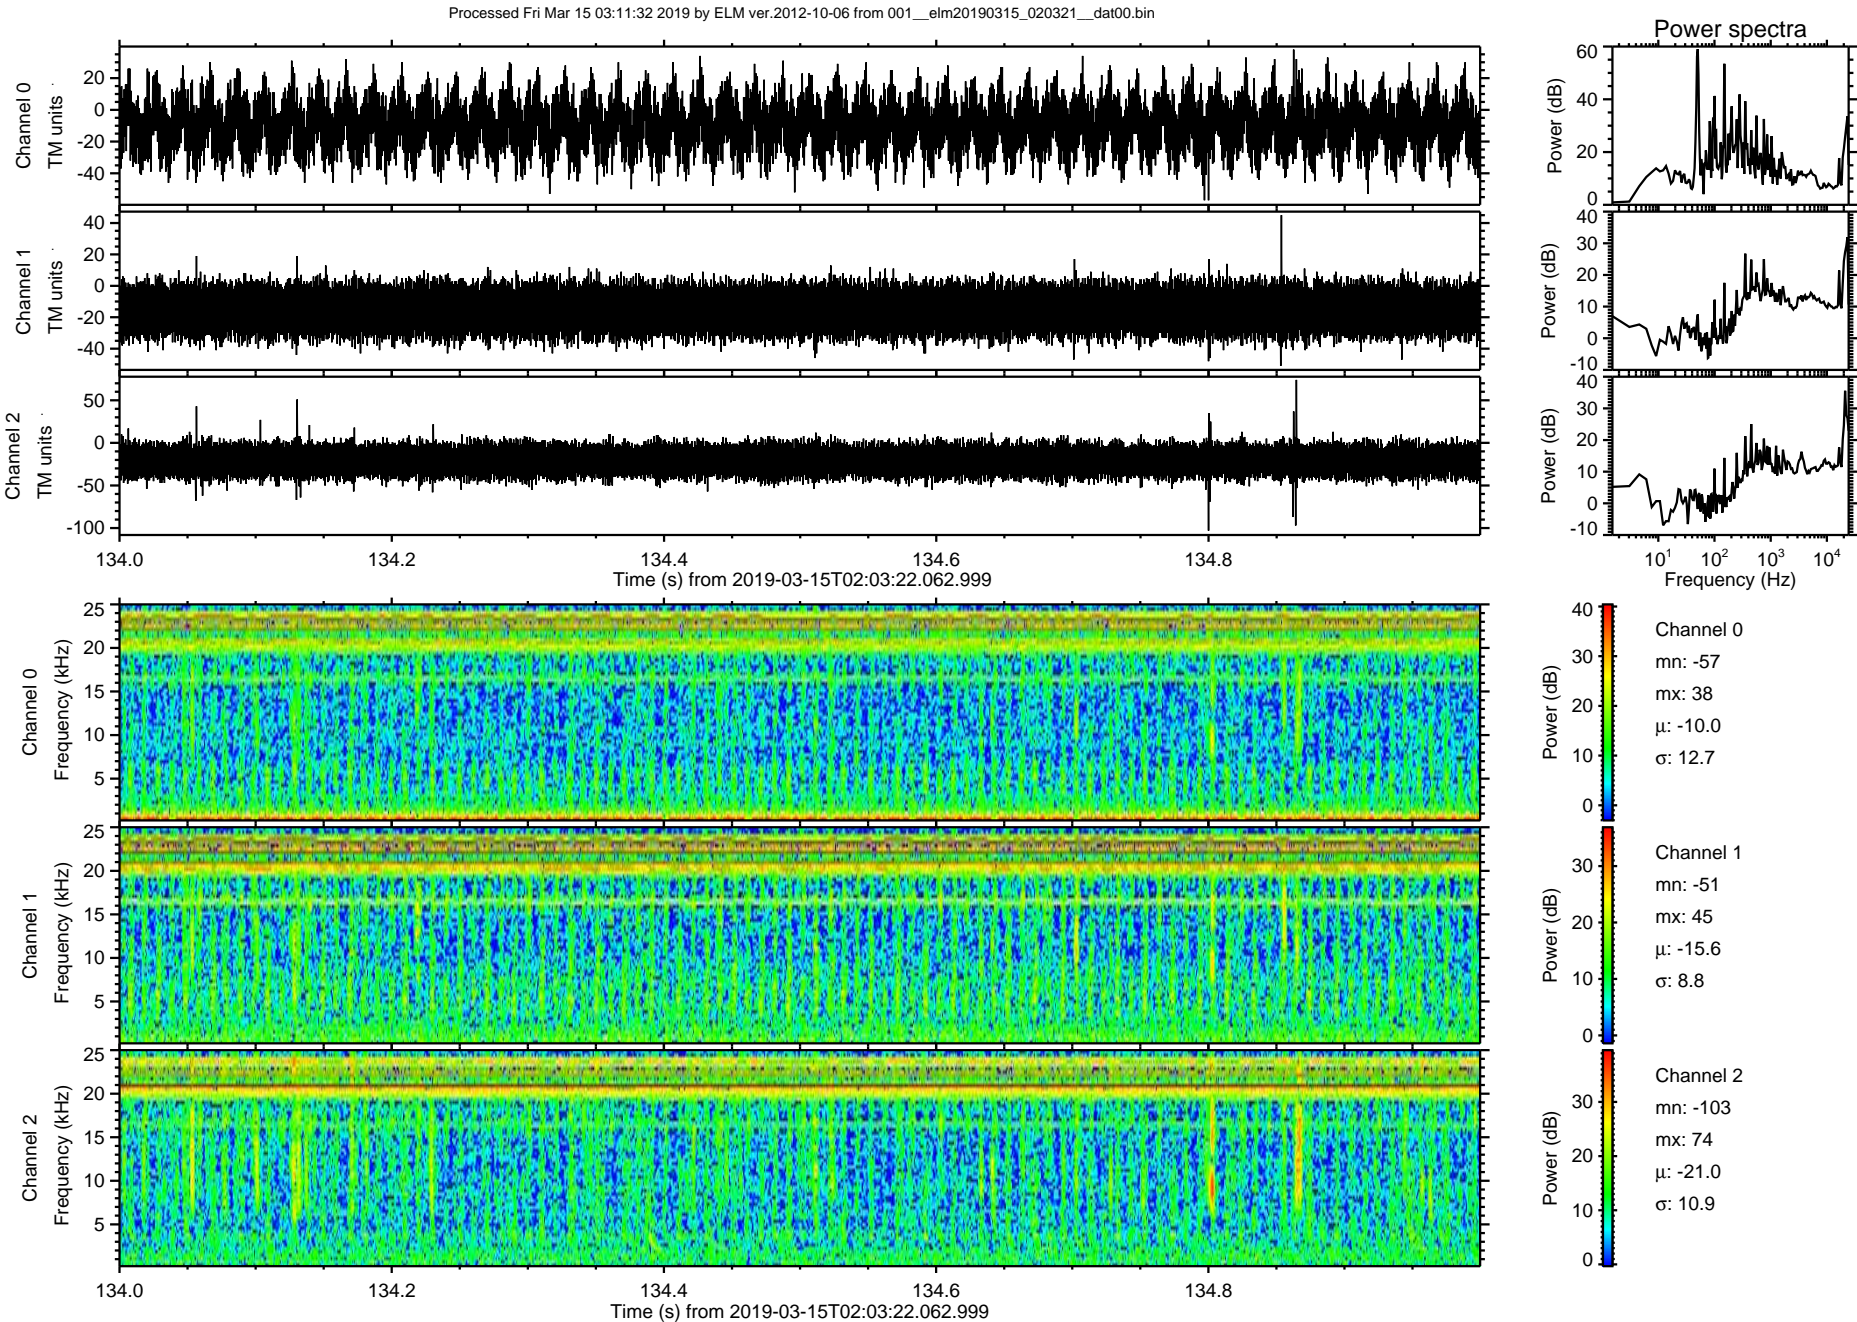 Processed Fri Mar 15 03:11:32 2019 by ELM ver.2012-10-06 from 001__elm20190315_020321__dat00.bin
Power spectra
Channel 0
TM units
20
0
-20
-40
Power (dB)
60
40
20
0
Channel 1
TM units
40
20
0
-20
-40
Power (dB)
40
30
20
10
0
-10
Channel 2
TM units
50
0
-50
-100
Power (dB)
40
30
20
10
0
-10
134.0 134.2 134.4 134.6 134.8
Time (s) from 2019-03-15T02:03:22.062.999
10¹ 10² 10³ 10⁴
Frequency (Hz)
Channel 0
Frequency (kHz)
25
20
15
10
5
Power (dB)
40
30
20
10
0
Channel 0
mn: -57
mx: 38
μ: -10.0
σ: 12.7
Channel 1
Frequency (kHz)
25
20
15
10
5
Power (dB)
30
20
10
0
Channel 1
mn: -51
mx: 45
μ: -15.6
σ: 8.8
Channel 2
Frequency (kHz)
25
20
15
10
5
Power (dB)
30
20
10
0
Channel 2
mn: -103
mx: 74
μ: -21.0
σ: 10.9
134.0 134.2 134.4 134.6 134.8
Time (s) from 2019-03-15T02:03:22.062.999